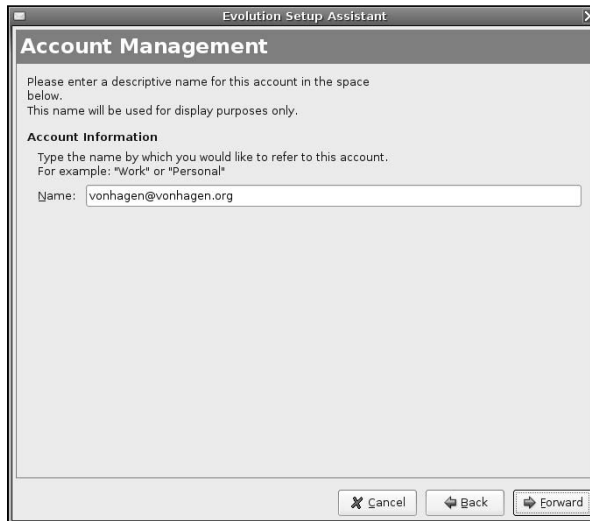 Evolution Setup Assistant
Account Management
Please enter a descriptive name for this account in the space
below.
This name will be used for display purposes only.
Account Information
Type the name by which you would like to refer to this account.
For example: "Work" or "Personal"
Name: vonhagen@vonhagen.org
Cancel Back Forward